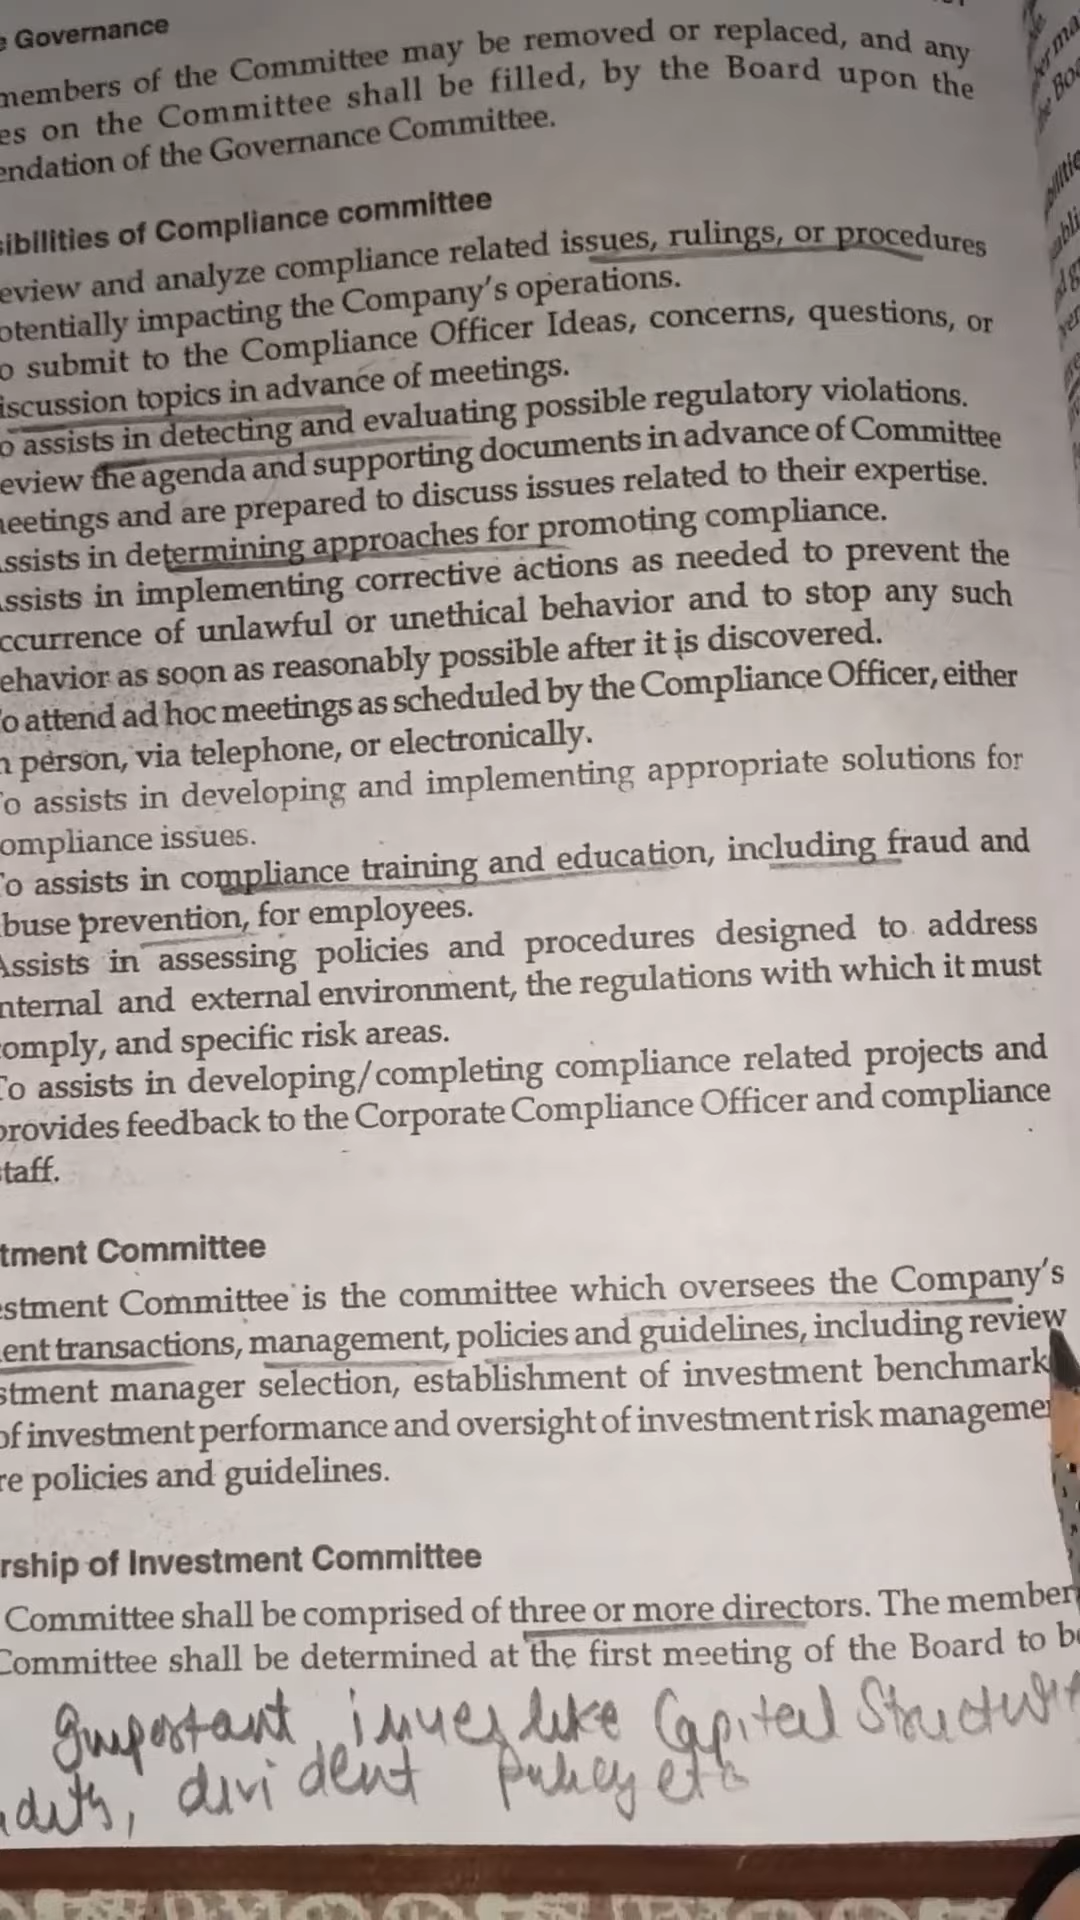 e Governance
members of the Committee may be removed or replaced, and any
es on the Committee shall be filled, by the Board upon the
endation of the Governance Committee.
sibilities of Compliance committee
eview and analyze compliance related issues, rulings, or procedures
otentially impacting the Company's operations.
o submit to the Compliance Officer Ideas, concerns, questions, or
iscussion topics in advance of meetings.
o assists in detecting and evaluating possible regulatory violations.
eview the agenda and supporting documents in advance of Committee
neetings and are prepared to discuss issues related to their expertise.
ssists in determining approaches for promoting compliance.
ssists in implementing corrective actions as needed to prevent the
ccurrence of unlawful or unethical behavior and to stop any such
ehavior as soon as reasonably possible after it is discovered.
o attend ad hoc meetings as scheduled by the Compliance Officer, either
n person, via telephone, or electronically.
o assists in developing and implementing appropriate solutions for
ompliance issues.
o assists in compliance training and education, including fraud and
buse prevention, for employees.
Assists in assessing policies and procedures designed to address
nternal and external environment, the regulations with which it must
omply, and specific risk areas.
To assists in developing/completing compliance related projects and
provides feedback to the Corporate Compliance Officer and compliance
staff.
tment Committee
estment Committee is the committee which oversees the Company's
ent transactions, management, policies and guidelines, including review
stment manager selection, establishment of investment benchmark
of investment performance and oversight of investment risk managemen
re policies and guidelines.
rship of Investment Committee
Committee shall be comprised of three or more directors. The member
Committee shall be determined at the first meeting of the Board to be
important issues like Capital Structur
divident policy etc